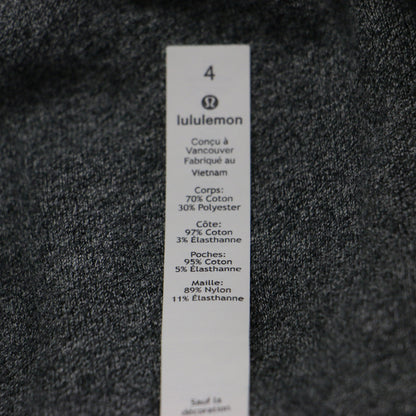 4
lululemon
Conçu à
Vancouver
Fabriqué au
Vietnam
Corps:
70% Coton
30% Polyester
Côte:
97% Coton
3% Élasthanne
Poches:
95% Coton
5% Élasthanne
Maille:
89% Nylon
11% Élasthanne
Sauf la
décoration